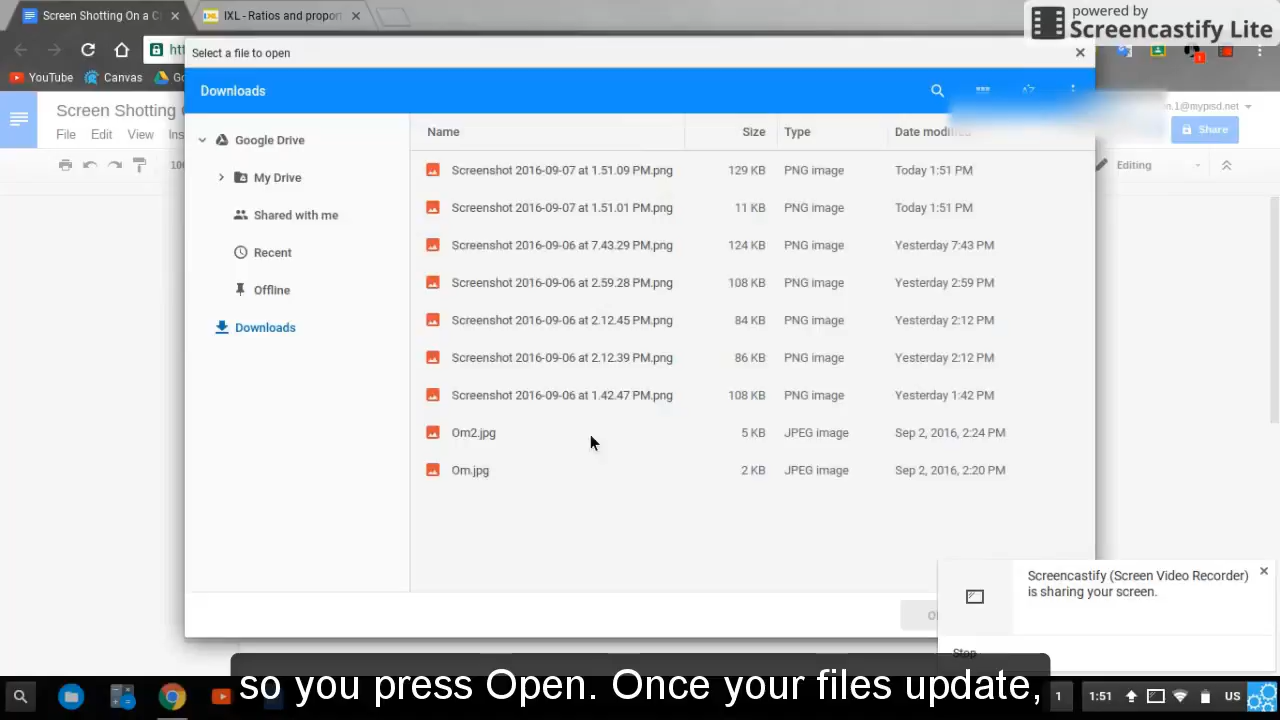 Screen Shotting On a C
IXL - Ratios and propor
powered by
Screencastify Lite
YouTube
Canvas
Select a file to open
Downloads
Screen Shotting
n.1@mypisd.net
File Edit View
Share
Editing
Name Size Type Date modified
Google Drive
My Drive
Shared with me
Recent
Offline
Downloads
Screenshot 2016-09-07 at 1.51.09 PM.png 129 KB PNG image Today 1:51 PM
Screenshot 2016-09-07 at 1.51.01 PM.png 11 KB PNG image Today 1:51 PM
Screenshot 2016-09-06 at 7.43.29 PM.png 124 KB PNG image Yesterday 7:43 PM
Screenshot 2016-09-06 at 2.59.28 PM.png 108 KB PNG image Yesterday 2:59 PM
Screenshot 2016-09-06 at 2.12.45 PM.png 84 KB PNG image Yesterday 2:12 PM
Screenshot 2016-09-06 at 2.12.39 PM.png 86 KB PNG image Yesterday 2:12 PM
Screenshot 2016-09-06 at 1.42.47 PM.png 108 KB PNG image Yesterday 1:42 PM
Om2.jpg 5 KB JPEG image Sep 2, 2016, 2:24 PM
Om.jpg 2 KB JPEG image Sep 2, 2016, 2:20 PM
Screencastify (Screen Video Recorder)
is sharing your screen.
Stop
so you press Open. Once your files update,
1 1:51 US